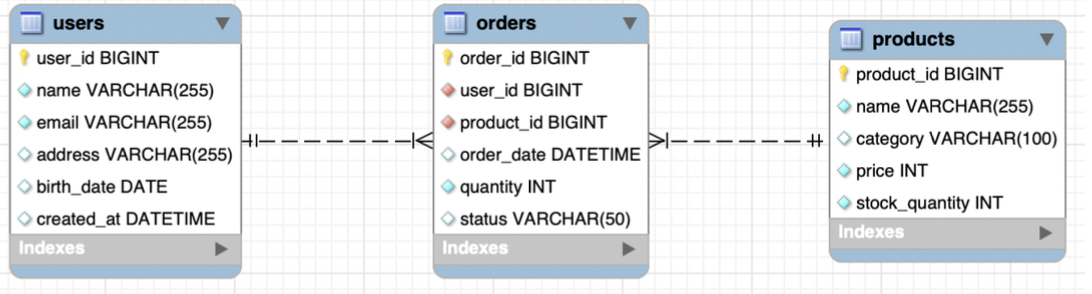 users
user_id BIGINT
name VARCHAR(255)
email VARCHAR(255)
address VARCHAR(255)
birth_date DATE
created_at DATETIME
Indexes
orders
order_id BIGINT
user_id BIGINT
product_id BIGINT
order_date DATETIME
quantity INT
status VARCHAR(50)
Indexes
products
product_id BIGINT
name VARCHAR(255)
category VARCHAR(100)
price INT
stock_quantity INT
Indexes